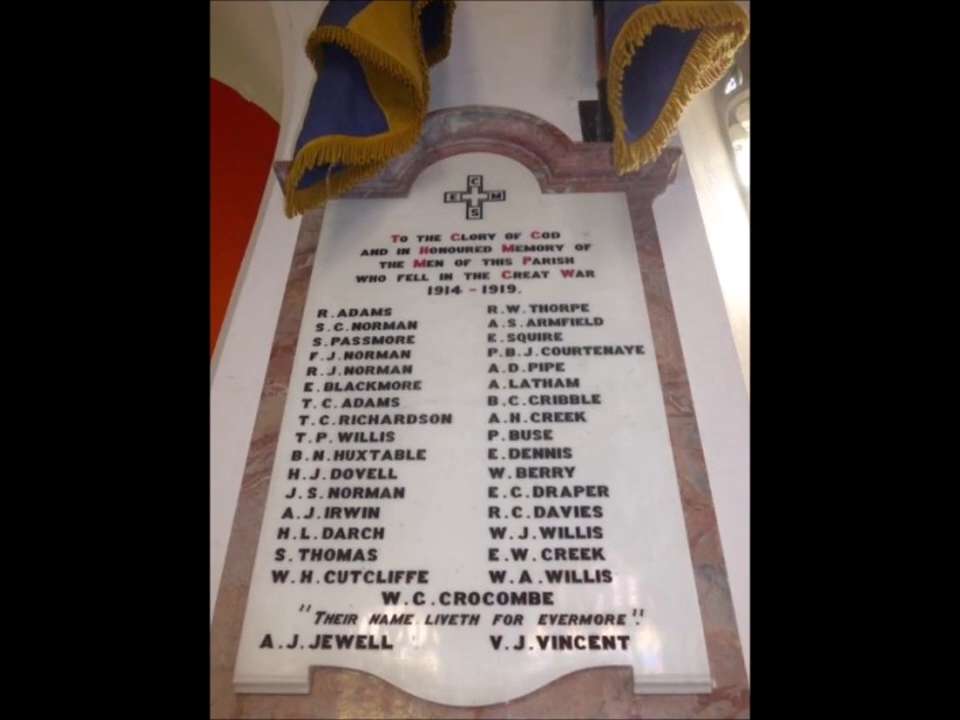 C
E M
S
TO THE GLORY OF GOD
AND IN HONOURED MEMORY OF
THE MEN OF THIS PARISH
WHO FELL IN THE GREAT WAR
1914 - 1919.
R. ADAMS R. W. THORPE
S. C. NORMAN A. S. ARMFIELD
S. PASSMORE E. SQUIRE
F. J. NORMAN P. B. J. COURTENAYE
R. J. NORMAN A. D. PIPE
E. BLACKMORE A. LATHAM
T. C. ADAMS B. C. GRIBBLE
T. C. RICHARDSON A. H. CREEK
T. P. WILLIS P. BUSE
B. N. HUXTABLE E. DENNIS
H. J. DOVELL W. BERRY
J. S. NORMAN E. C. DRAPER
A. J. IRWIN R. C. DAVIES
H. L. DARCH W. J. WILLIS
S. THOMAS E. W. CREEK
W. H. CUTCLIFFE W. A. WILLIS
W. C. CROCOMBE
"THEIR NAME LIVETH FOR EVERMORE".
A. J. JEWELL V. J. VINCENT